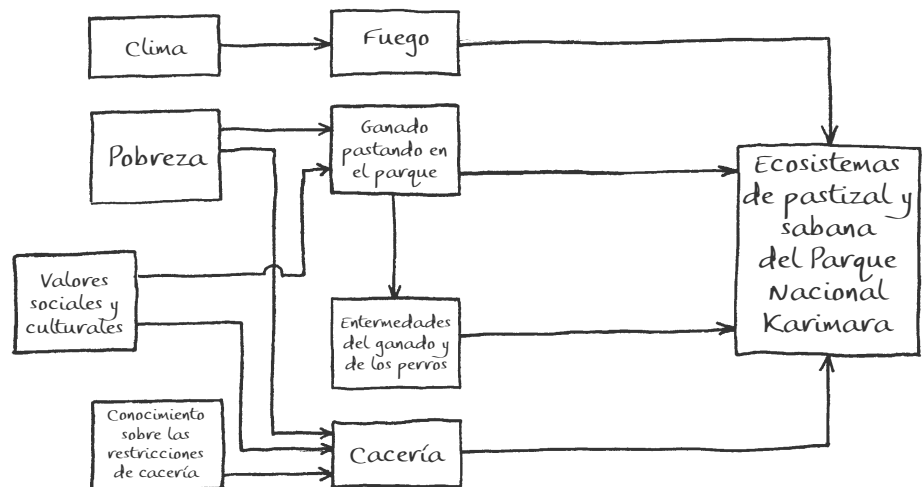 Clima
Fuego
Pobreza
Ganado
pastando en
el parque
Ecosistemas
de pastizal y
sabana
del Parque
Nacional
Karimara
Valores
sociales y
culturales
Entermedades
del ganado y
de los perros
Conocimiento
sobre las
restricciones
de cacería
Cacería